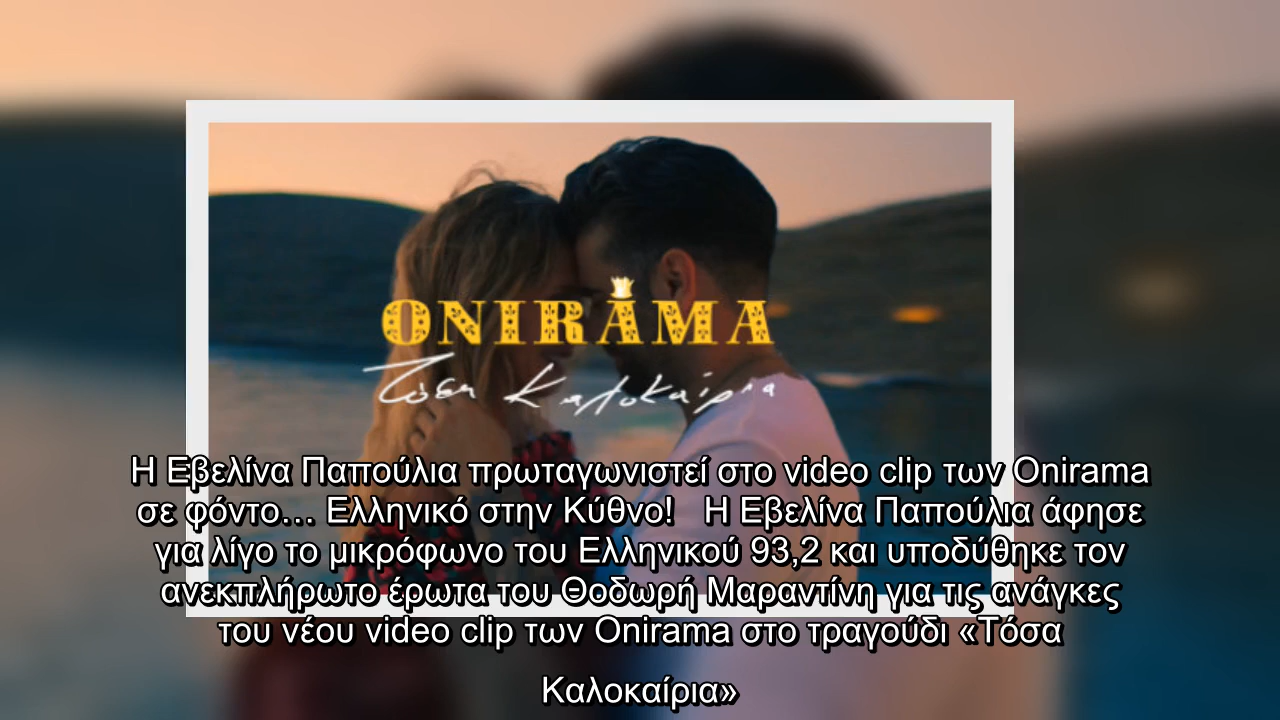 ONIRAMA
Τόσα Καλοκαίρια
Η Εβελίνα Παπούλια πρωταγωνιστεί στο video clip των Onirama
σε φόντο... Ελληνικό στην Κύθνο! Η Εβελίνα Παπούλια άφησε
για λίγο το μικρόφωνο του Ελληνικού 93,2 και υποδύθηκε τον
ανεκπλήρωτο έρωτα του Θοδωρή Μαραντίνη για τις ανάγκες
του νέου video clip των Onirama στο τραγούδι «Τόσα
Καλοκαίρια»